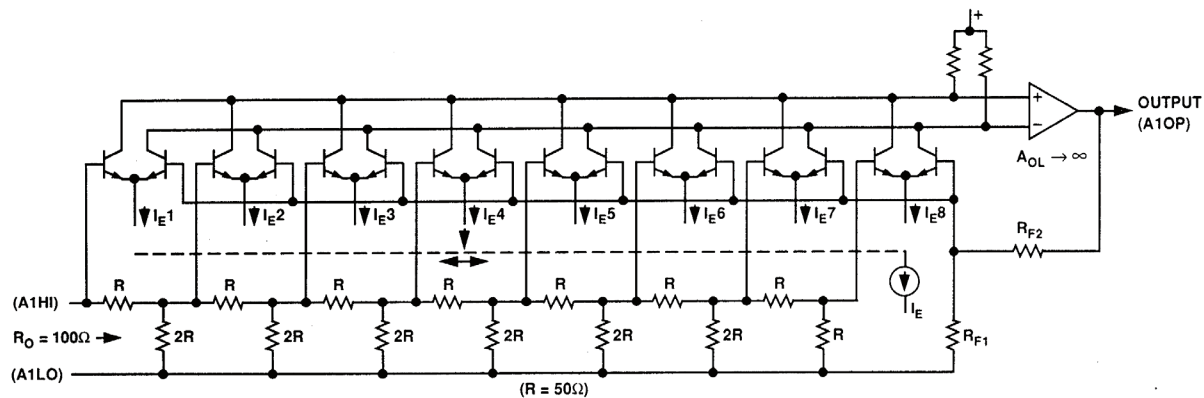 +
+
OUTPUT
(A1OP)
−
A_OL → ∞
I_E1
I_E2
I_E3
I_E4
I_E5
I_E6
I_E7
I_E8
R_F2
(A1HI)
R
R
R
R
R
R
R
I_E
R_O = 100Ω
2R
2R
2R
2R
2R
2R
R
R_F1
(A1LO)
(R = 50Ω)